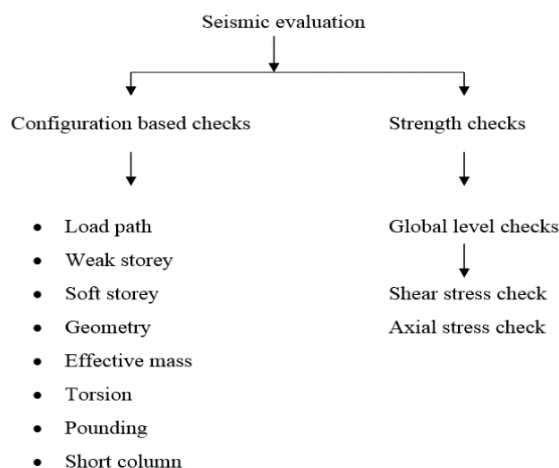 Seismic evaluation
Configuration based checks
• Load path
• Weak storey
• Soft storey
• Geometry
• Effective mass
• Torsion
• Pounding
• Short column
Strength checks
Global level checks
Shear stress check
Axial stress check